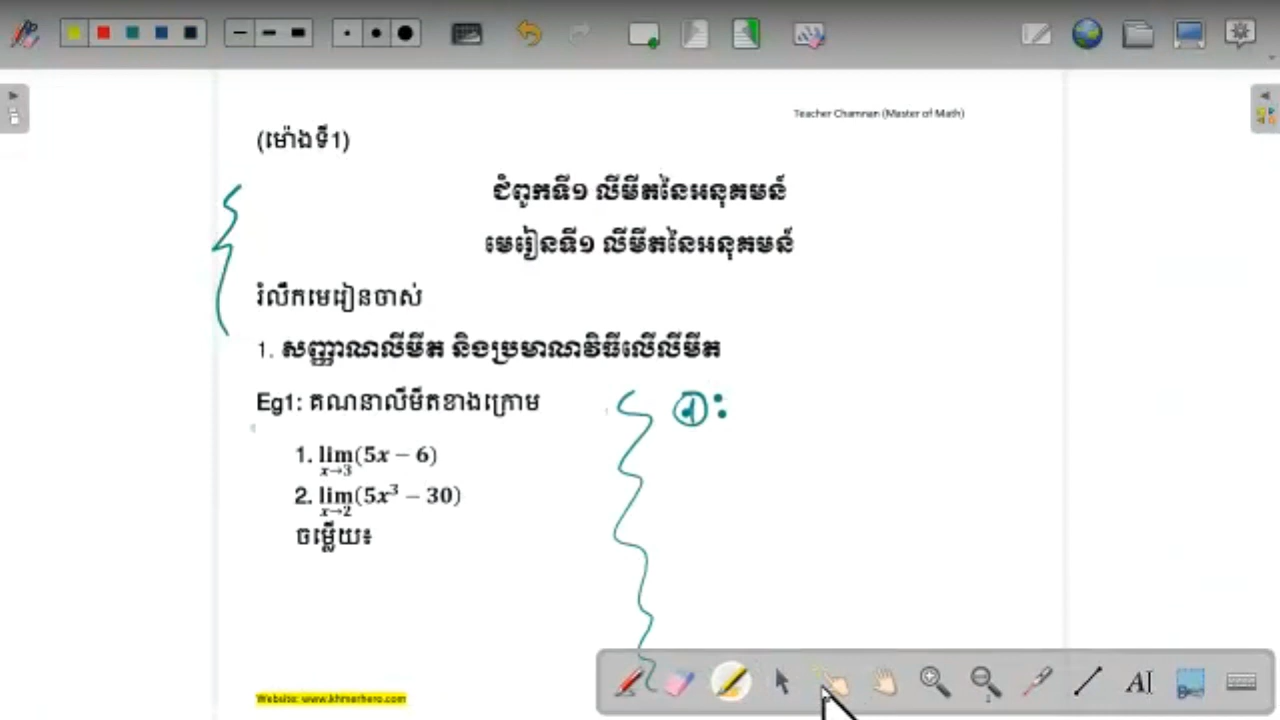 Teacher Chamnan (Master of Math)
(ម៉ោងទី1)
ជំពូកទី១ លីមីតនៃអនុគមន៍
មេរៀនទី១ លីមីតនៃអនុគមន៍
រំលឹកមេរៀនចាស់
1. សញ្ញាណលីមីត និងប្រមាណវិធីលើលីមីត
Eg1: គណនាលីមីតខាងក្រោម
1. lim(5x − 6)
x→3
2. lim(5x³ − 30)
x→2
ចម្លើយ៖
Website: www.khmerhero.com